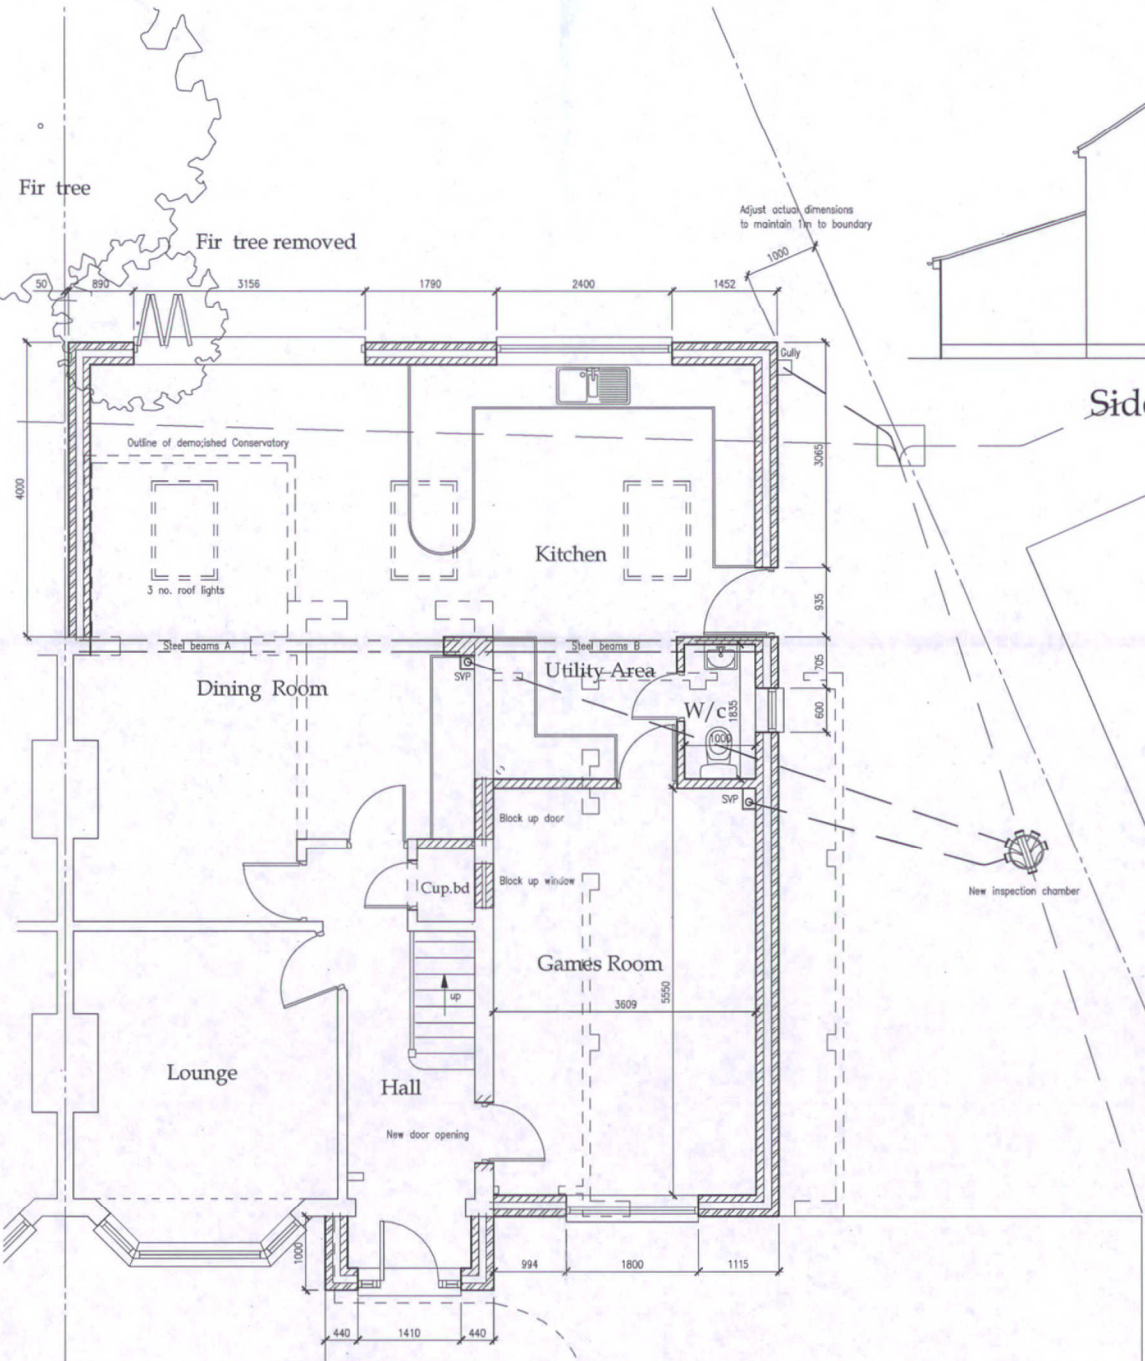 Fir tree
Fir tree removed
Adjust actual dimensions
to maintain 1m to boundary
1000
50
890
3156
1790
2400
1452
Gully
Side
Outline of demo;ished Conservatory
4000
3065
3 no. roof lights
Kitchen
935
Steel beams A
Steel beams B
SVP
Utility Area
705
Dining Room
W/c
1835
600
1000
SVP
Block up door
Cup.bd
Block up window
New inspection chamber
Games Room
up
3609
5550
Lounge
Hall
New door opening
1000
994
1800
1115
440
1410
440